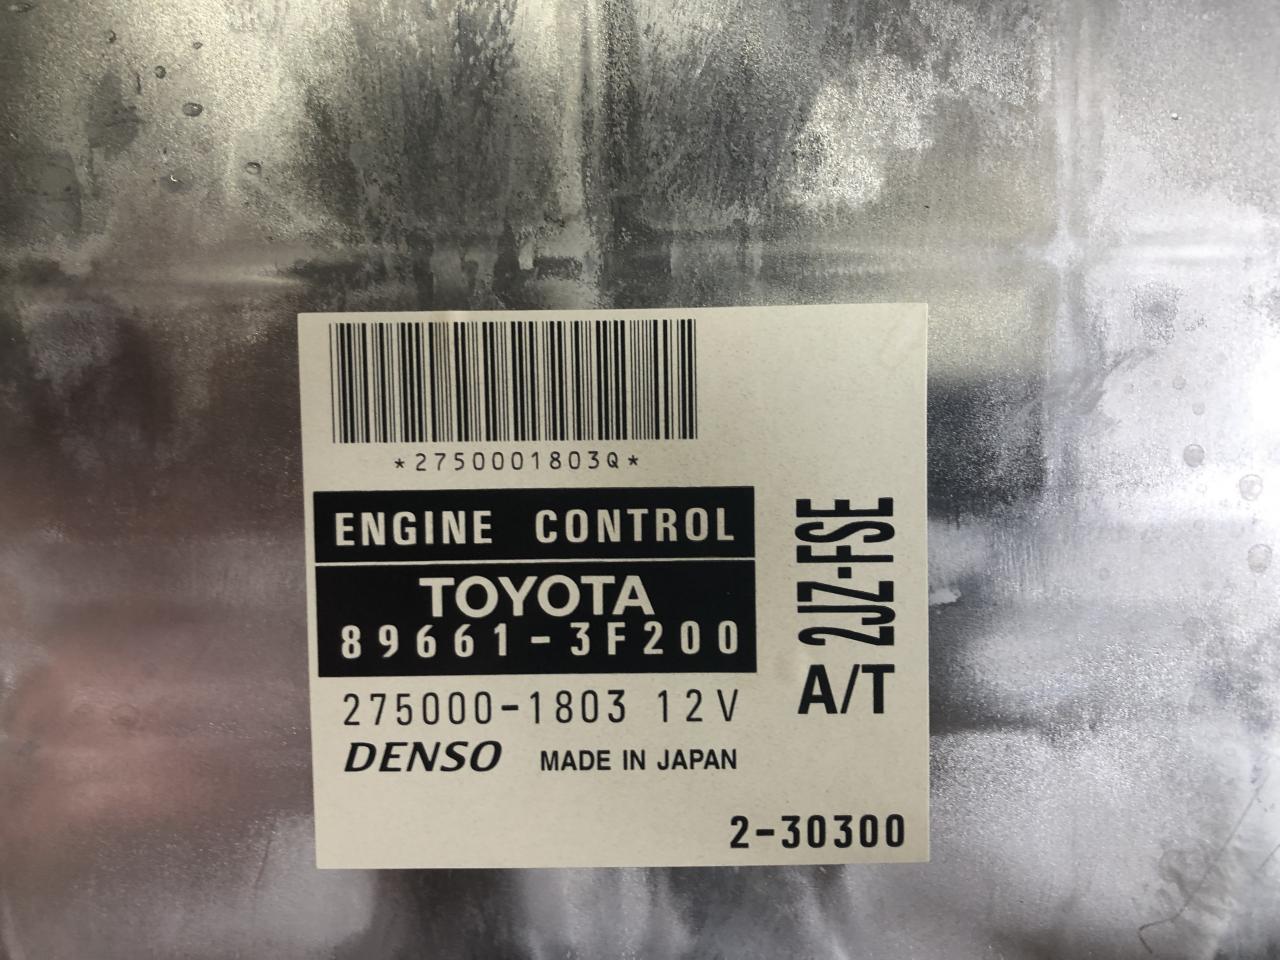 *2750001803Q*
ENGINE CONTROL
TOYOTA
89661-3F200
275000-1803 12V
DENSO MADE IN JAPAN
2JZ-FSE
A/T
2-30300